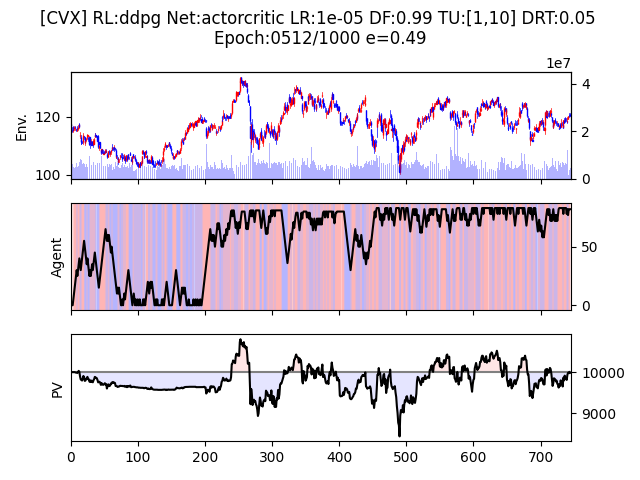 [CVX] RL:ddpg Net:actorcritic LR:1e-05 DF:0.99 TU:[1,10] DRT:0.05
Epoch:0512/1000 e=0.49
1e7
Env.
120
100
4
2
0
Agent
50
0
PV
10000
9000
0 100 200 300 400 500 600 700